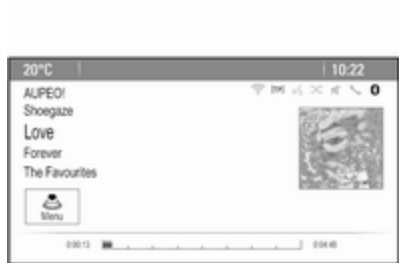 20°C 10:22
AUPEO!
Shoegaze
Love
Forever
The Favourites
Menu
0:00:13 0:04:48